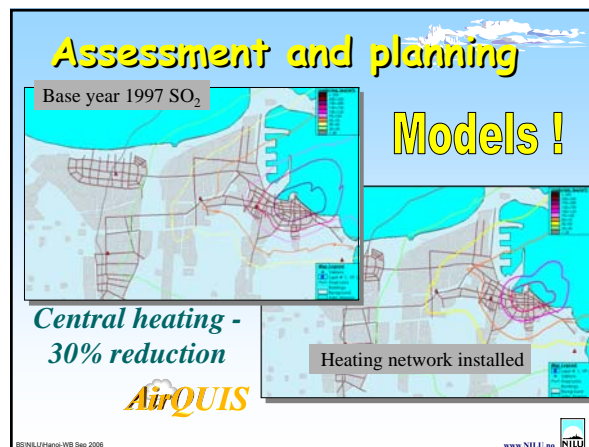 Assessment and planning
Base year 1997 SO2
Models !
Central heating -
30% reduction
Heating network installed
AirQUIS
BS\NILU\Hanoi-WB Sep 2006
www.NILU.no
NILU